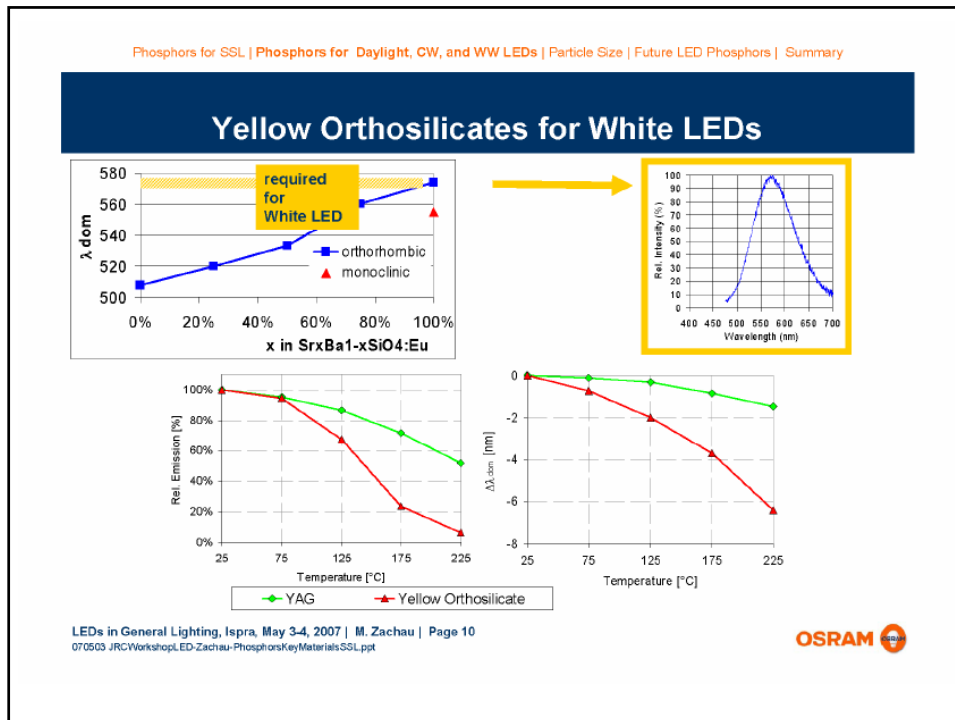 Phosphors for SSL | Phosphors for Daylight, CW, and WW LEDs | Particle Size | Future LED Phosphors | Summary
Yellow Orthosilicates for White LEDs
580
560
540
520
500
λ dom
required
for
White LED
orthorhombic
monoclinic
0% 20% 40% 60% 80% 100%
x in SrxBa1-xSiO4:Eu
100
90
80
70
60
50
40
30
20
10
0
Rel. Intensity (%)
400 450 500 550 600 650 700
Wavelength (nm)
100%
80%
60%
40%
20%
0%
Rel. Emission [%]
25 75 125 175 225
Temperature [°C]
0
-2
-4
-6
-8
Δλdom [nm]
25 75 125 175 225
Temperature [°C]
YAG Yellow Orthosilicate
LEDs in General Lighting, Ispra, May 3-4, 2007 | M. Zachau | Page 10
070503 JRCWorkshopLED-Zachau-PhosphorsKeyMaterialsSSL.ppt
OSRAM
OSRAM